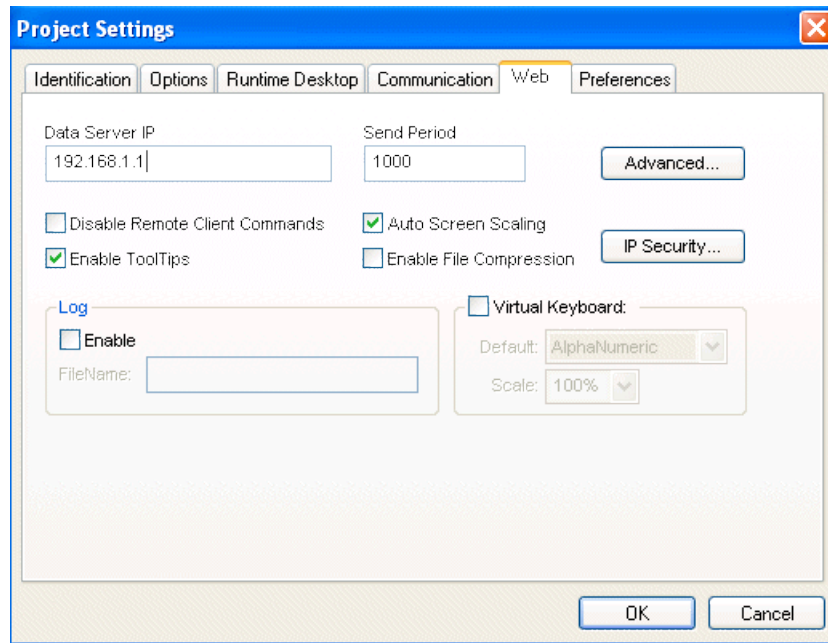 Project Settings
Identification Options Runtime Desktop Communication Web Preferences
Data Server IP Send Period
192.168.1.1 1000 Advanced...
Disable Remote Client Commands Auto Screen Scaling
Enable ToolTips Enable File Compression IP Security...
Log Virtual Keyboard:
Enable
Default: AlphaNumeric
FileName:
Scale: 100%
OK Cancel